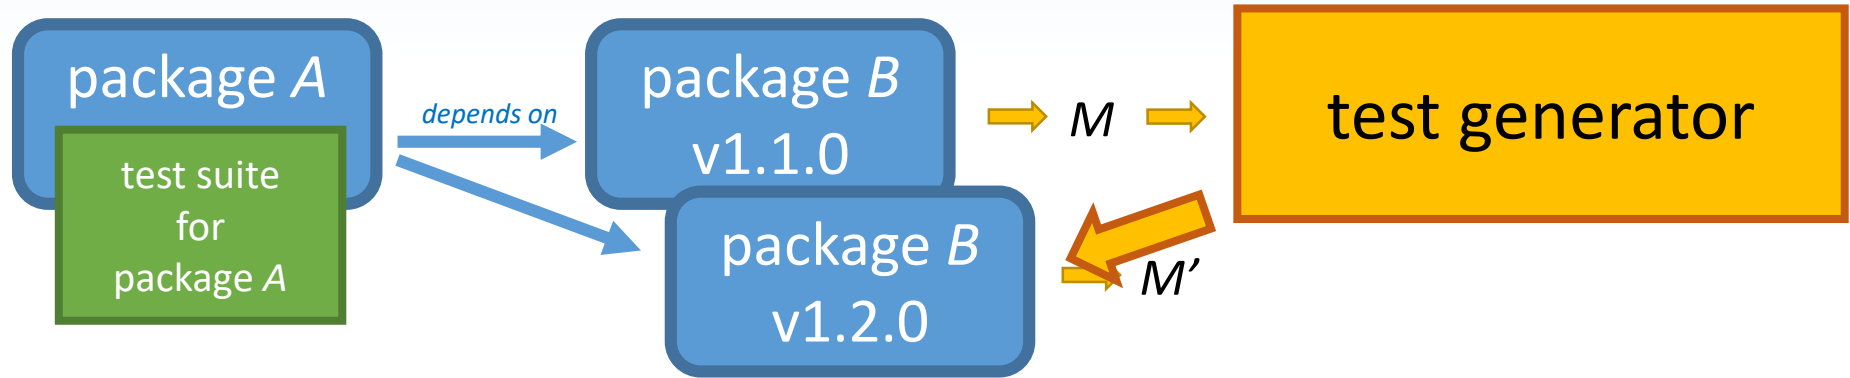 package A
test suite
for
package A
depends on
package B
v1.1.0
M
test generator
package B
v1.2.0
M’